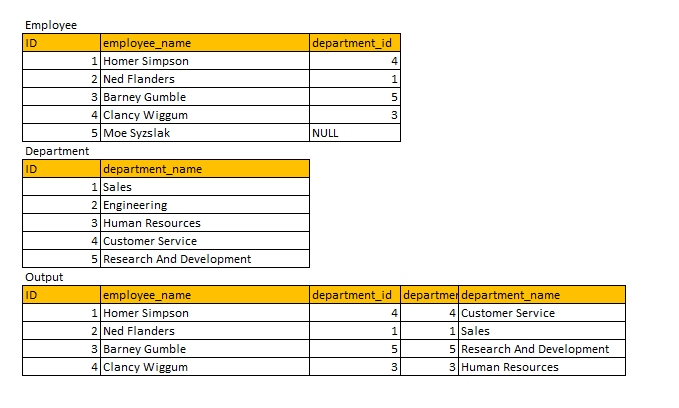 Employee
ID employee_name department_id
1 Homer Simpson 4
2 Ned Flanders 1
3 Barney Gumble 5
4 Clancy Wiggum 3
5 Moe Syzslak NULL
Department
ID department_name
1 Sales
2 Engineering
3 Human Resources
4 Customer Service
5 Research And Development
Output
ID employee_name department_id departmen department_name
1 Homer Simpson 4 4 Customer Service
2 Ned Flanders 1 1 Sales
3 Barney Gumble 5 5 Research And Development
4 Clancy Wiggum 3 3 Human Resources